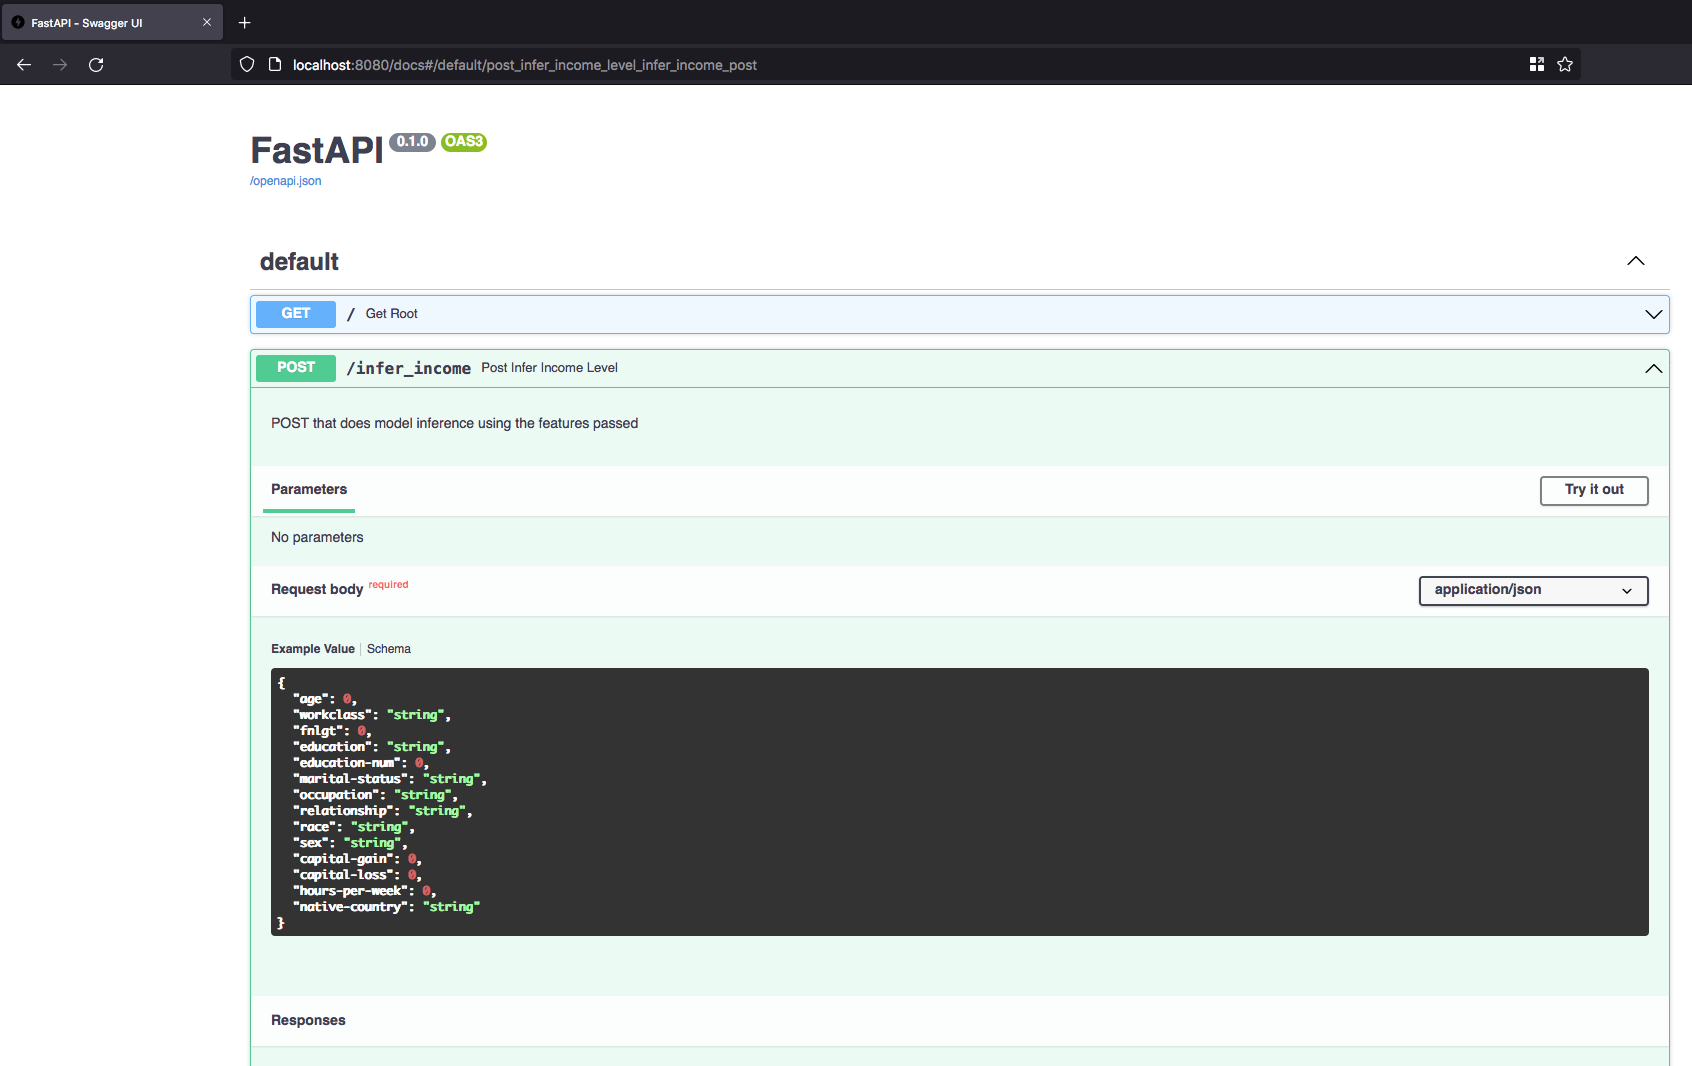 FastAPI - Swagger UI
localhost:8080/docs#/default/post_infer_income_level_infer_income_post
FastAPI 0.1.0 OAS3
/openapi.json
default
GET / Get Root
POST /infer_income Post Infer Income Level
POST that does model inference using the features passed
Parameters
Try it out
No parameters
Request body required
application/json
Example Value | Schema
{
"age": 0,
"workclass": "string",
"fnlgt": 0,
"education": "string",
"education-num": 0,
"marital-status": "string",
"occupation": "string",
"relationship": "string",
"race": "string",
"sex": "string",
"capital-gain": 0,
"capital-loss": 0,
"hours-per-week": 0,
"native-country": "string"
}
Responses